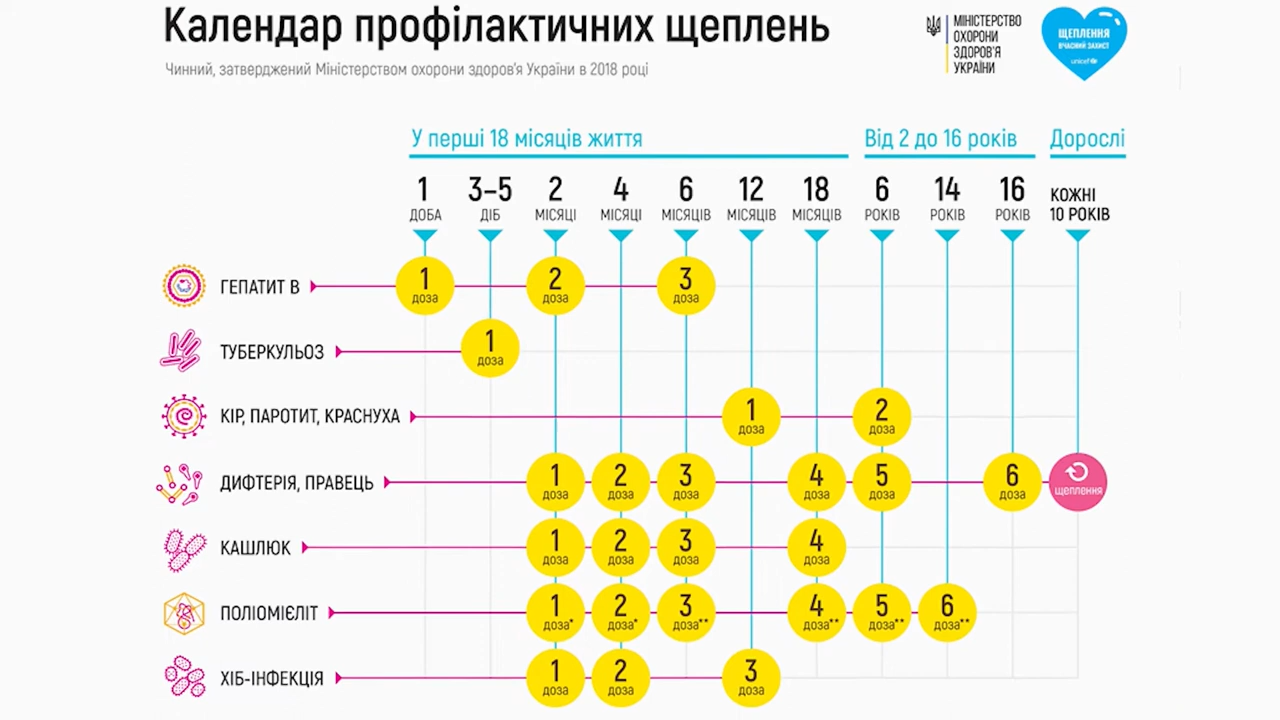 Календар профілактичних щеплень
Чинний, затверджений Міністерством охорони здоров'я України в 2018 році
МІНІСТЕРСТВО
ОХОРОНИ
ЗДОРОВ'Я
УКРАЇНИ
ЩЕПЛЕННЯ
ВЧАСНИЙ ЗАХИСТ
unicef
У перші 18 місяців життя
Від 2 до 16 років
Дорослі
1 3–5 2 4 6 12 18 6 14 16 КОЖНІ
ДОБА ДІБ МІСЯЦІ МІСЯЦІ МІСЯЦІВ МІСЯЦІВ МІСЯЦІВ РОКІВ РОКІВ РОКІВ 10 РОКІВ
ГЕПАТИТ В 1 2 3
доза доза доза
ТУБЕРКУЛЬОЗ 1
доза
КІР, ПАРОТИТ, КРАСНУХА 1 2
доза доза
ДИФТЕРІЯ, ПРАВЕЦЬ 1 2 3 4 5 6
доза доза доза доза доза доза щеплення
КАШЛЮК 1 2 3 4
доза доза доза доза
ПОЛІОМІЄЛІТ 1 2 3 4 5 6
доза* доза* доза** доза** доза** доза**
ХІБ-ІНФЕКЦІЯ 1 2 3
доза доза доза